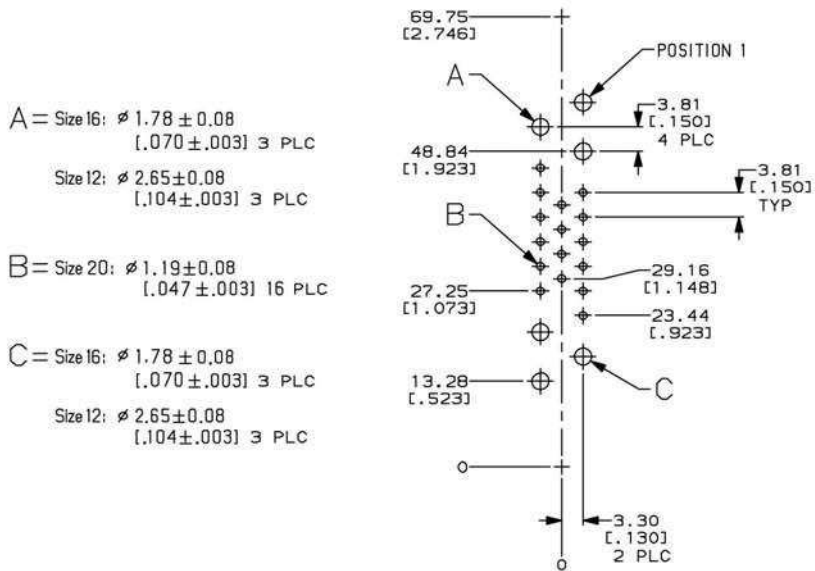 A = Size 16: ø 1.78 ± 0.08
[.070 ±.003] 3 PLC
Size 12: ø 2.65±0.08
[.104±.003] 3 PLC
B = Size 20: ø 1.19±0.08
[.047 ±.003] 16 PLC
C = Size 16: ø 1.78 ± 0.08
[.070 ±.003] 3 PLC
Size 12: ø 2.65±0.08
[.104±.003] 3 PLC
69.75
[2.746]
POSITION 1
A
3.81
[.150]
4 PLC
48.84
[1.923]
3.81
[.150]
TYP
B
29.16
[1.148]
27.25
[1.073]
23.44
[.923]
13.28
[.523]
C
0
3.30
[.130]
2 PLC
0